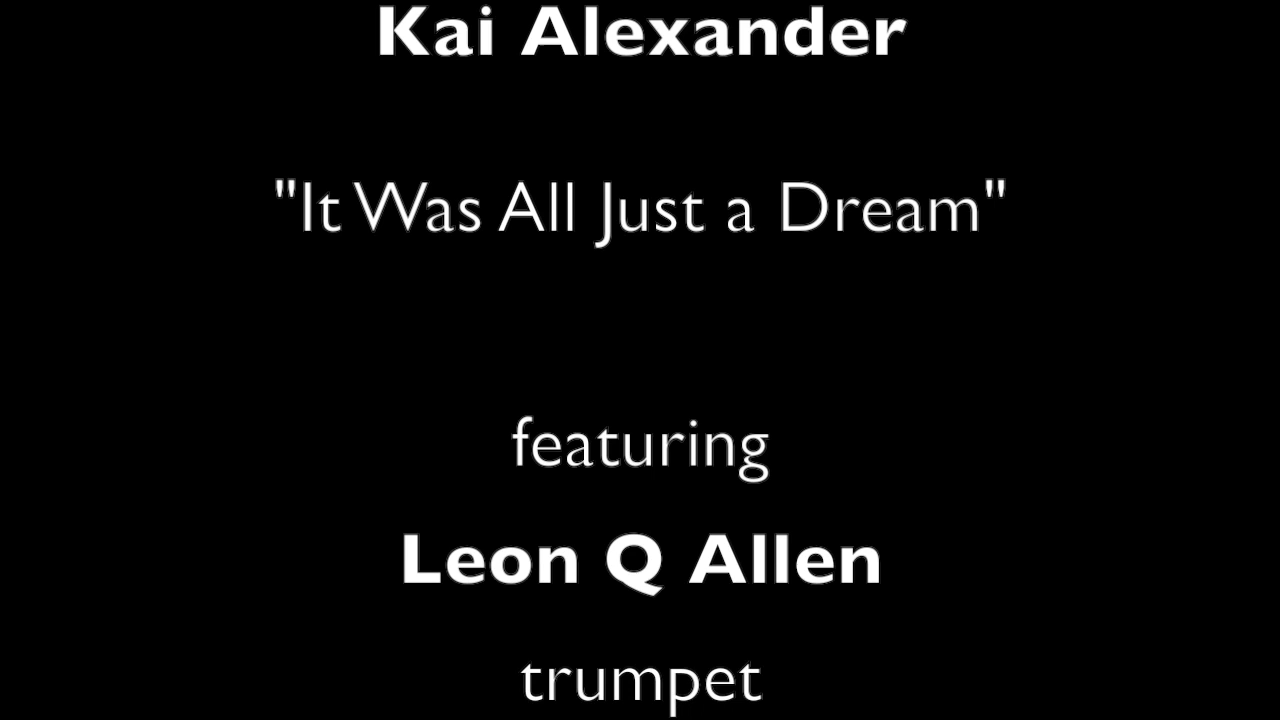 Kai Alexander
"It Was All Just a Dream"
featuring
Leon Q Allen
trumpet